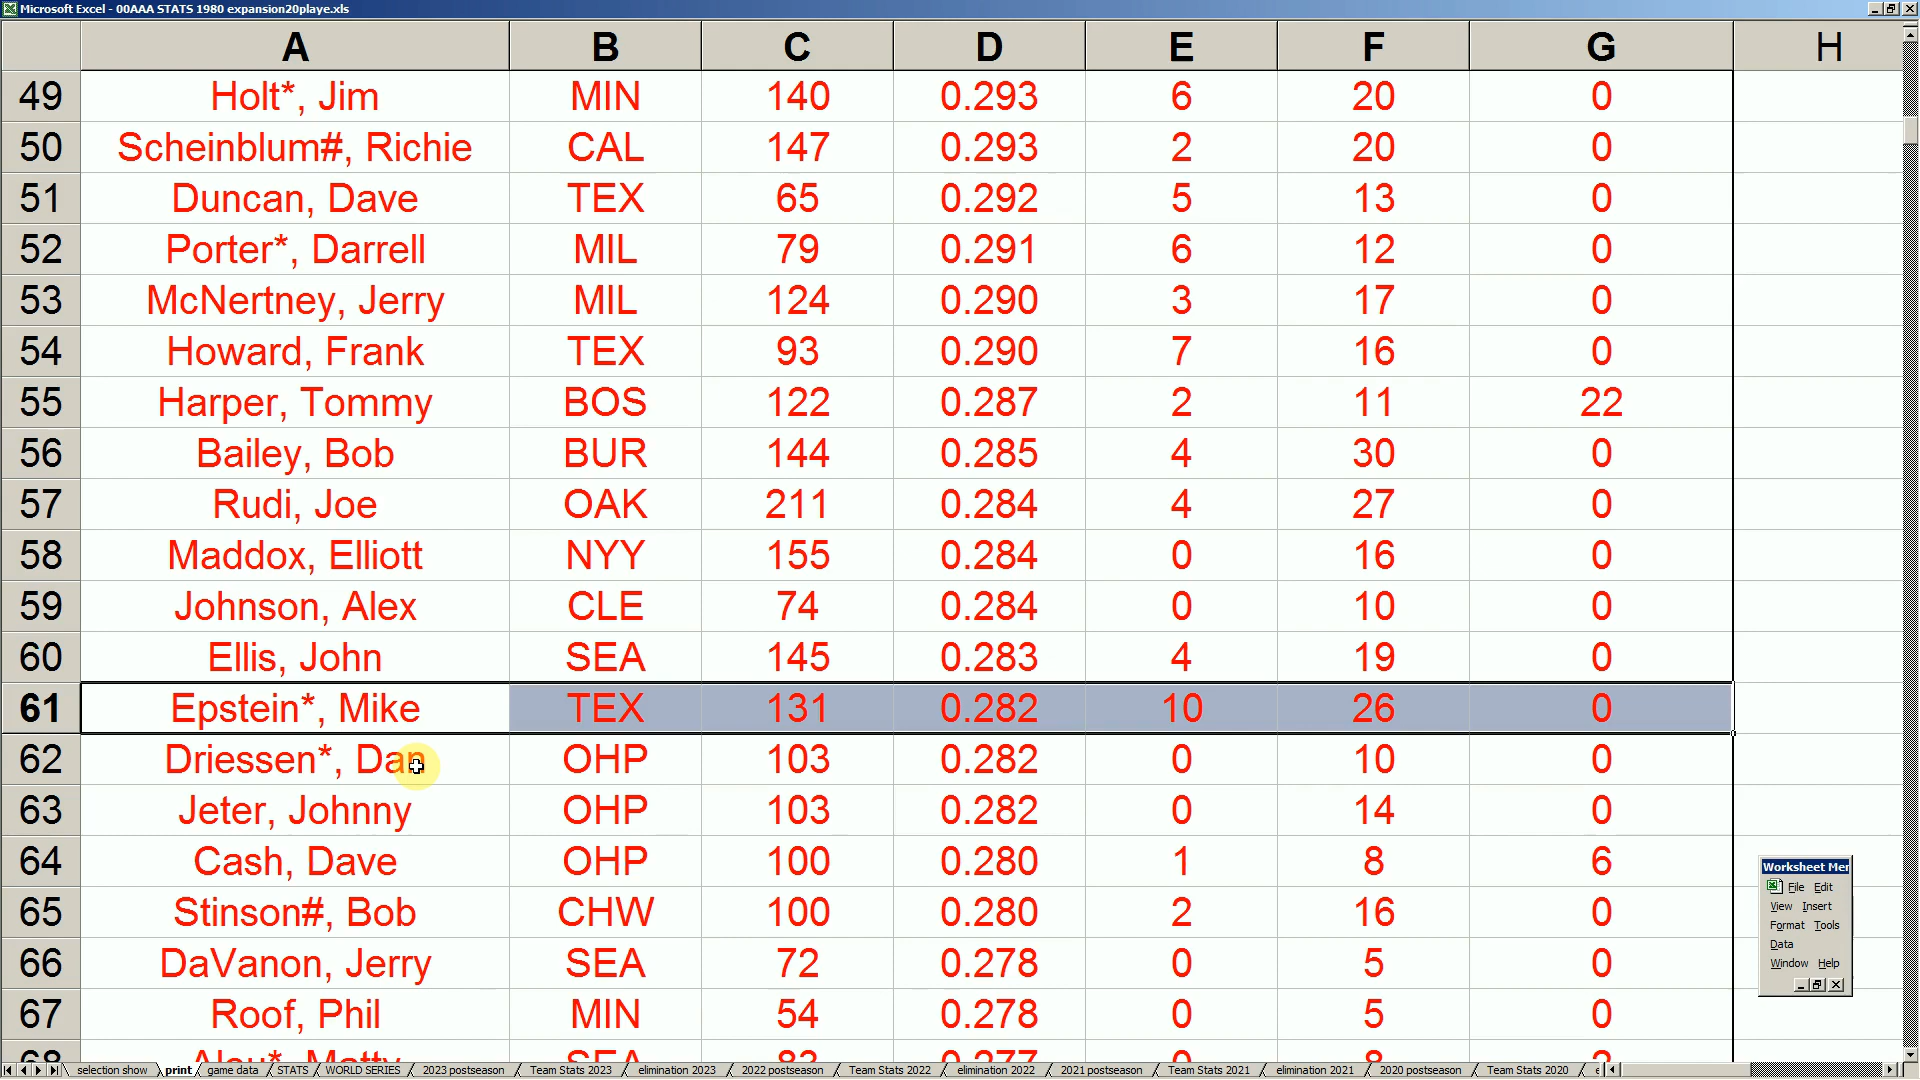 Microsoft Excel - 00AAA STATS 1980 expansion20playe.xls
A B C D E F G H
49 Holt*, Jim MIN 140 0.293 6 20 0
50 Scheinblum#, Richie CAL 147 0.293 2 20 0
51 Duncan, Dave TEX 65 0.292 5 13 0
52 Porter*, Darrell MIL 79 0.291 6 12 0
53 McNertney, Jerry MIL 124 0.290 3 17 0
54 Howard, Frank TEX 93 0.290 7 16 0
55 Harper, Tommy BOS 122 0.287 2 11 22
56 Bailey, Bob BUR 144 0.285 4 30 0
57 Rudi, Joe OAK 211 0.284 4 27 0
58 Maddox, Elliott NYY 155 0.284 0 16 0
59 Johnson, Alex CLE 74 0.284 0 10 0
60 Ellis, John SEA 145 0.283 4 19 0
61 Epstein*, Mike TEX 131 0.282 10 26 0
62 Driessen*, Dan OHP 103 0.282 0 10 0
63 Jeter, Johnny OHP 103 0.282 0 14 0
64 Cash, Dave OHP 100 0.280 1 8 6
65 Stinson#, Bob CHW 100 0.280 2 16 0
66 DaVanon, Jerry SEA 72 0.278 0 5 0
67 Roof, Phil MIN 54 0.278 0 5 0
68 Alou*, Matty SEA 83 0.277 0 8 2
Worksheet Mer
File Edit
View Insert
Format Tools
Data
Window Help
selection show print game data STATS WORLD SERIES 2023 postseason Team Stats 2023 elimination 2023 2022 postseason Team Stats 2022 elimination 2022 2021 postseason Team Stats 2021 elimination 2021 2020 postseason Team Stats 2020